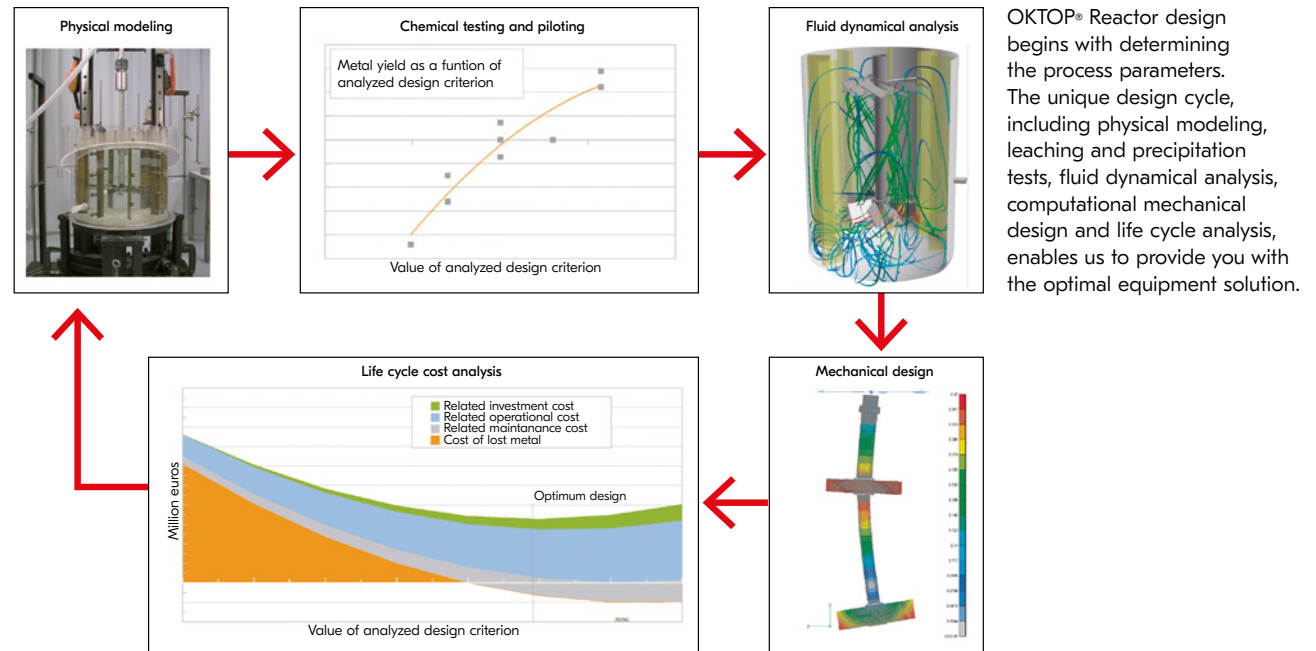 Physical modeling
Chemical testing and piloting
Metal yield as a funtion of
analyzed design criterion
Value of analyzed design criterion
Fluid dynamical analysis
OKTOP® Reactor design
begins with determining
the process parameters.
The unique design cycle,
including physical modeling,
leaching and precipitation
tests, fluid dynamical analysis,
computational mechanical
design and life cycle analysis,
enables us to provide you with
the optimal equipment solution.
Life cycle cost analysis
Related investment cost
Related operational cost
Related maintanance cost
Cost of lost metal
Optimum design
Million euros
Value of analyzed design criterion
Mechanical design